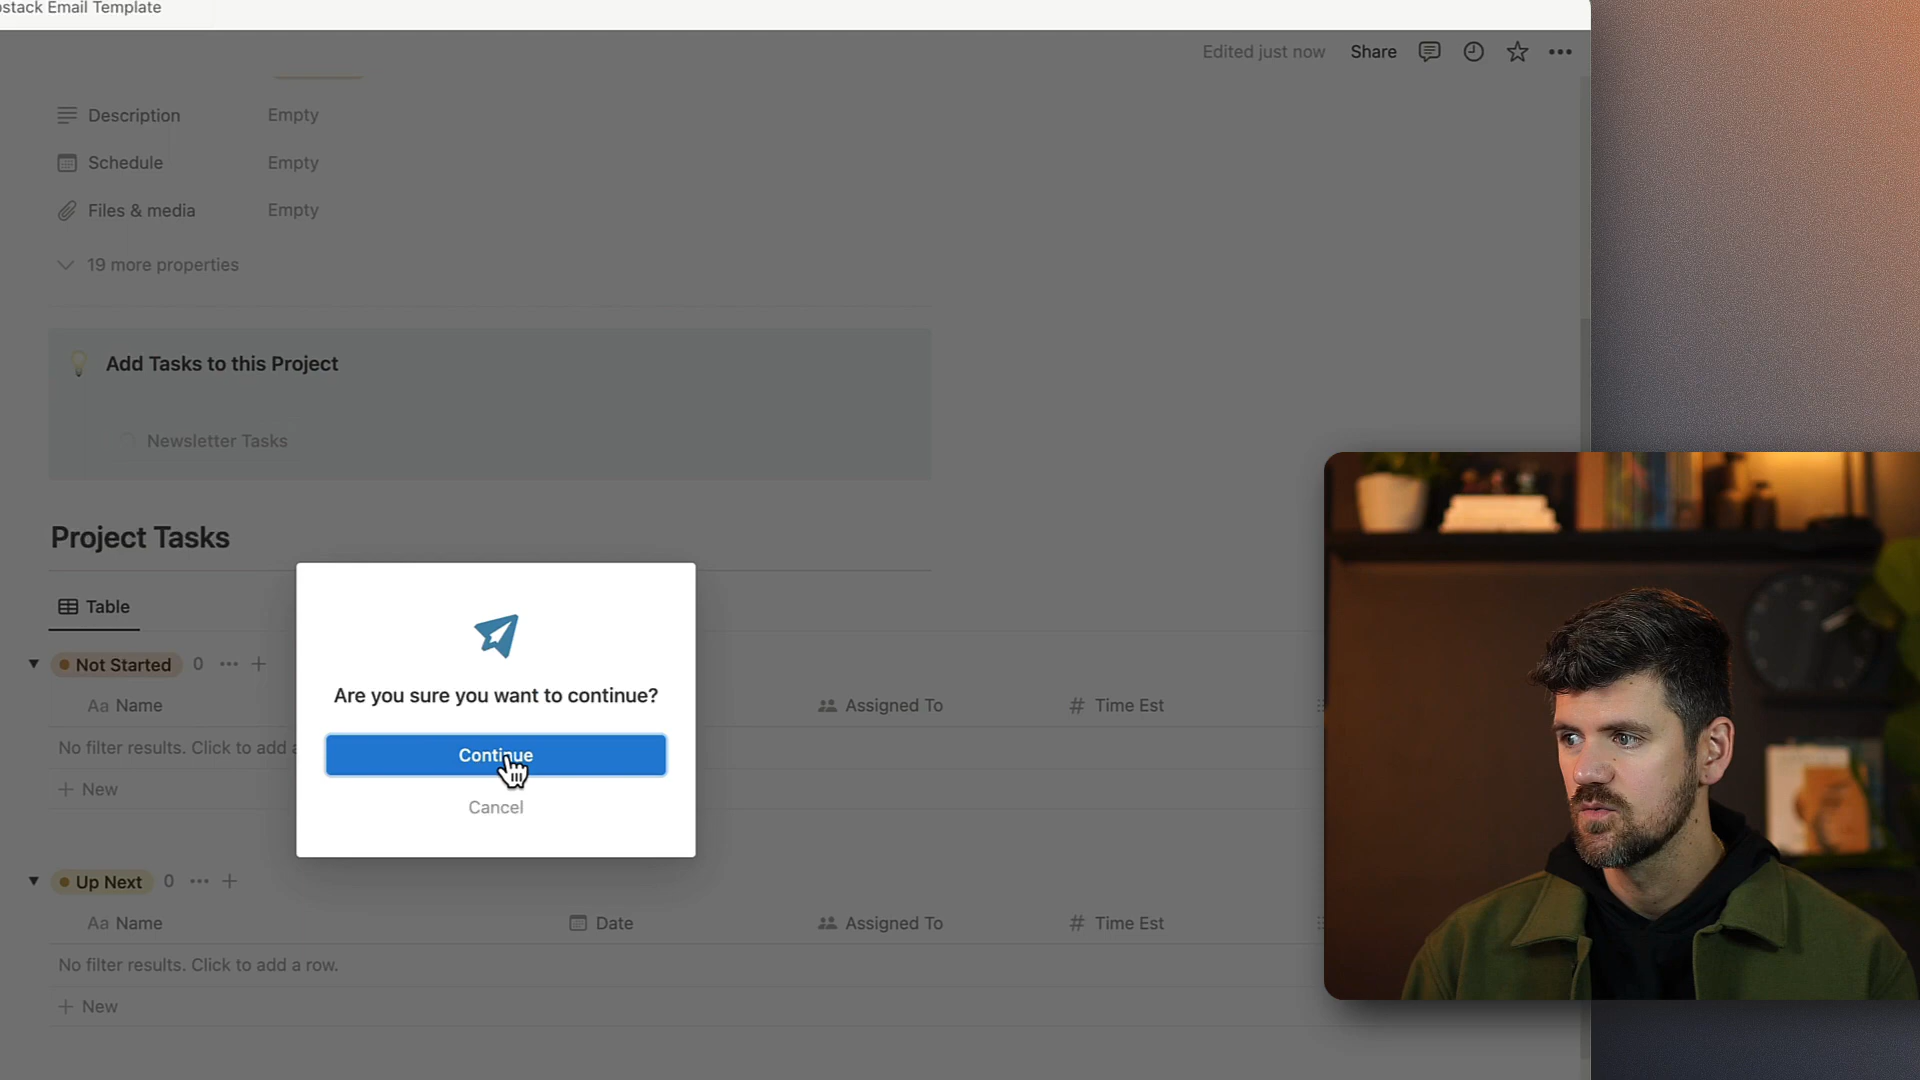 stack Email Template
Edited just now Share
Description Empty
Schedule Empty
Files & media Empty
19 more properties
Add Tasks to this Project
Newsletter Tasks
Project Tasks
Table
Are you sure you want to continue?
Continue
Cancel
Not Started 0
Aa Name Assigned To # Time Est
No filter results. Click to add a
+ New
Up Next 0
Aa Name Date Assigned To # Time Est
No filter results. Click to add a row.
+ New